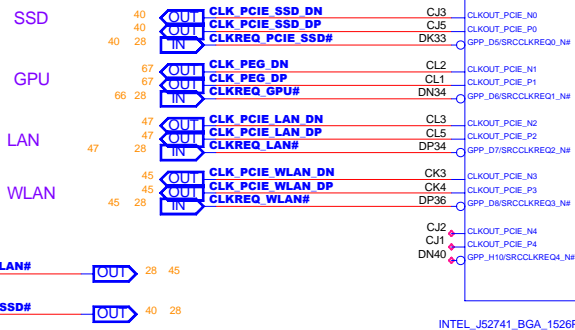 SSD 40 OUT CLK_PCIE_SSD_DN CJ3 CLKOUT_PCIE_N0
40 OUT CLK_PCIE_SSD_DP CJ5 CLKOUT_PCIE_P0
40 28 IN CLKREQ_PCIE_SSD# DK33 GPP_D5/SRCCLKREQ0_N#
GPU 67 OUT CLK_PEG_DN CL2 CLKOUT_PCIE_N1
67 OUT CLK_PEG_DP CL1 CLKOUT_PCIE_P1
66 28 IN CLKREQ_GPU# DN34 GPP_D6/SRCCLKREQ1_N#
LAN 47 OUT CLK_PCIE_LAN_DN CL3 CLKOUT_PCIE_N2
47 OUT CLK_PCIE_LAN_DP CL5 CLKOUT_PCIE_P2
47 28 IN CLKREQ_LAN# DP34 GPP_D7/SRCCLKREQ2_N#
WLAN 45 OUT CLK_PCIE_WLAN_DN CK3 CLKOUT_PCIE_N3
45 OUT CLK_PCIE_WLAN_DP CK4 CLKOUT_PCIE_P3
45 28 IN CLKREQ_WLAN# DP36 GPP_D8/SRCCLKREQ3_N#
CJ2 CLKOUT_PCIE_N4
CJ1 CLKOUT_PCIE_P4
DN40 GPP_H10/SRCCLKREQ4_N#
LAN# OUT 28 45
SSD# OUT 40 28
INTEL_J52741_BGA_1526P